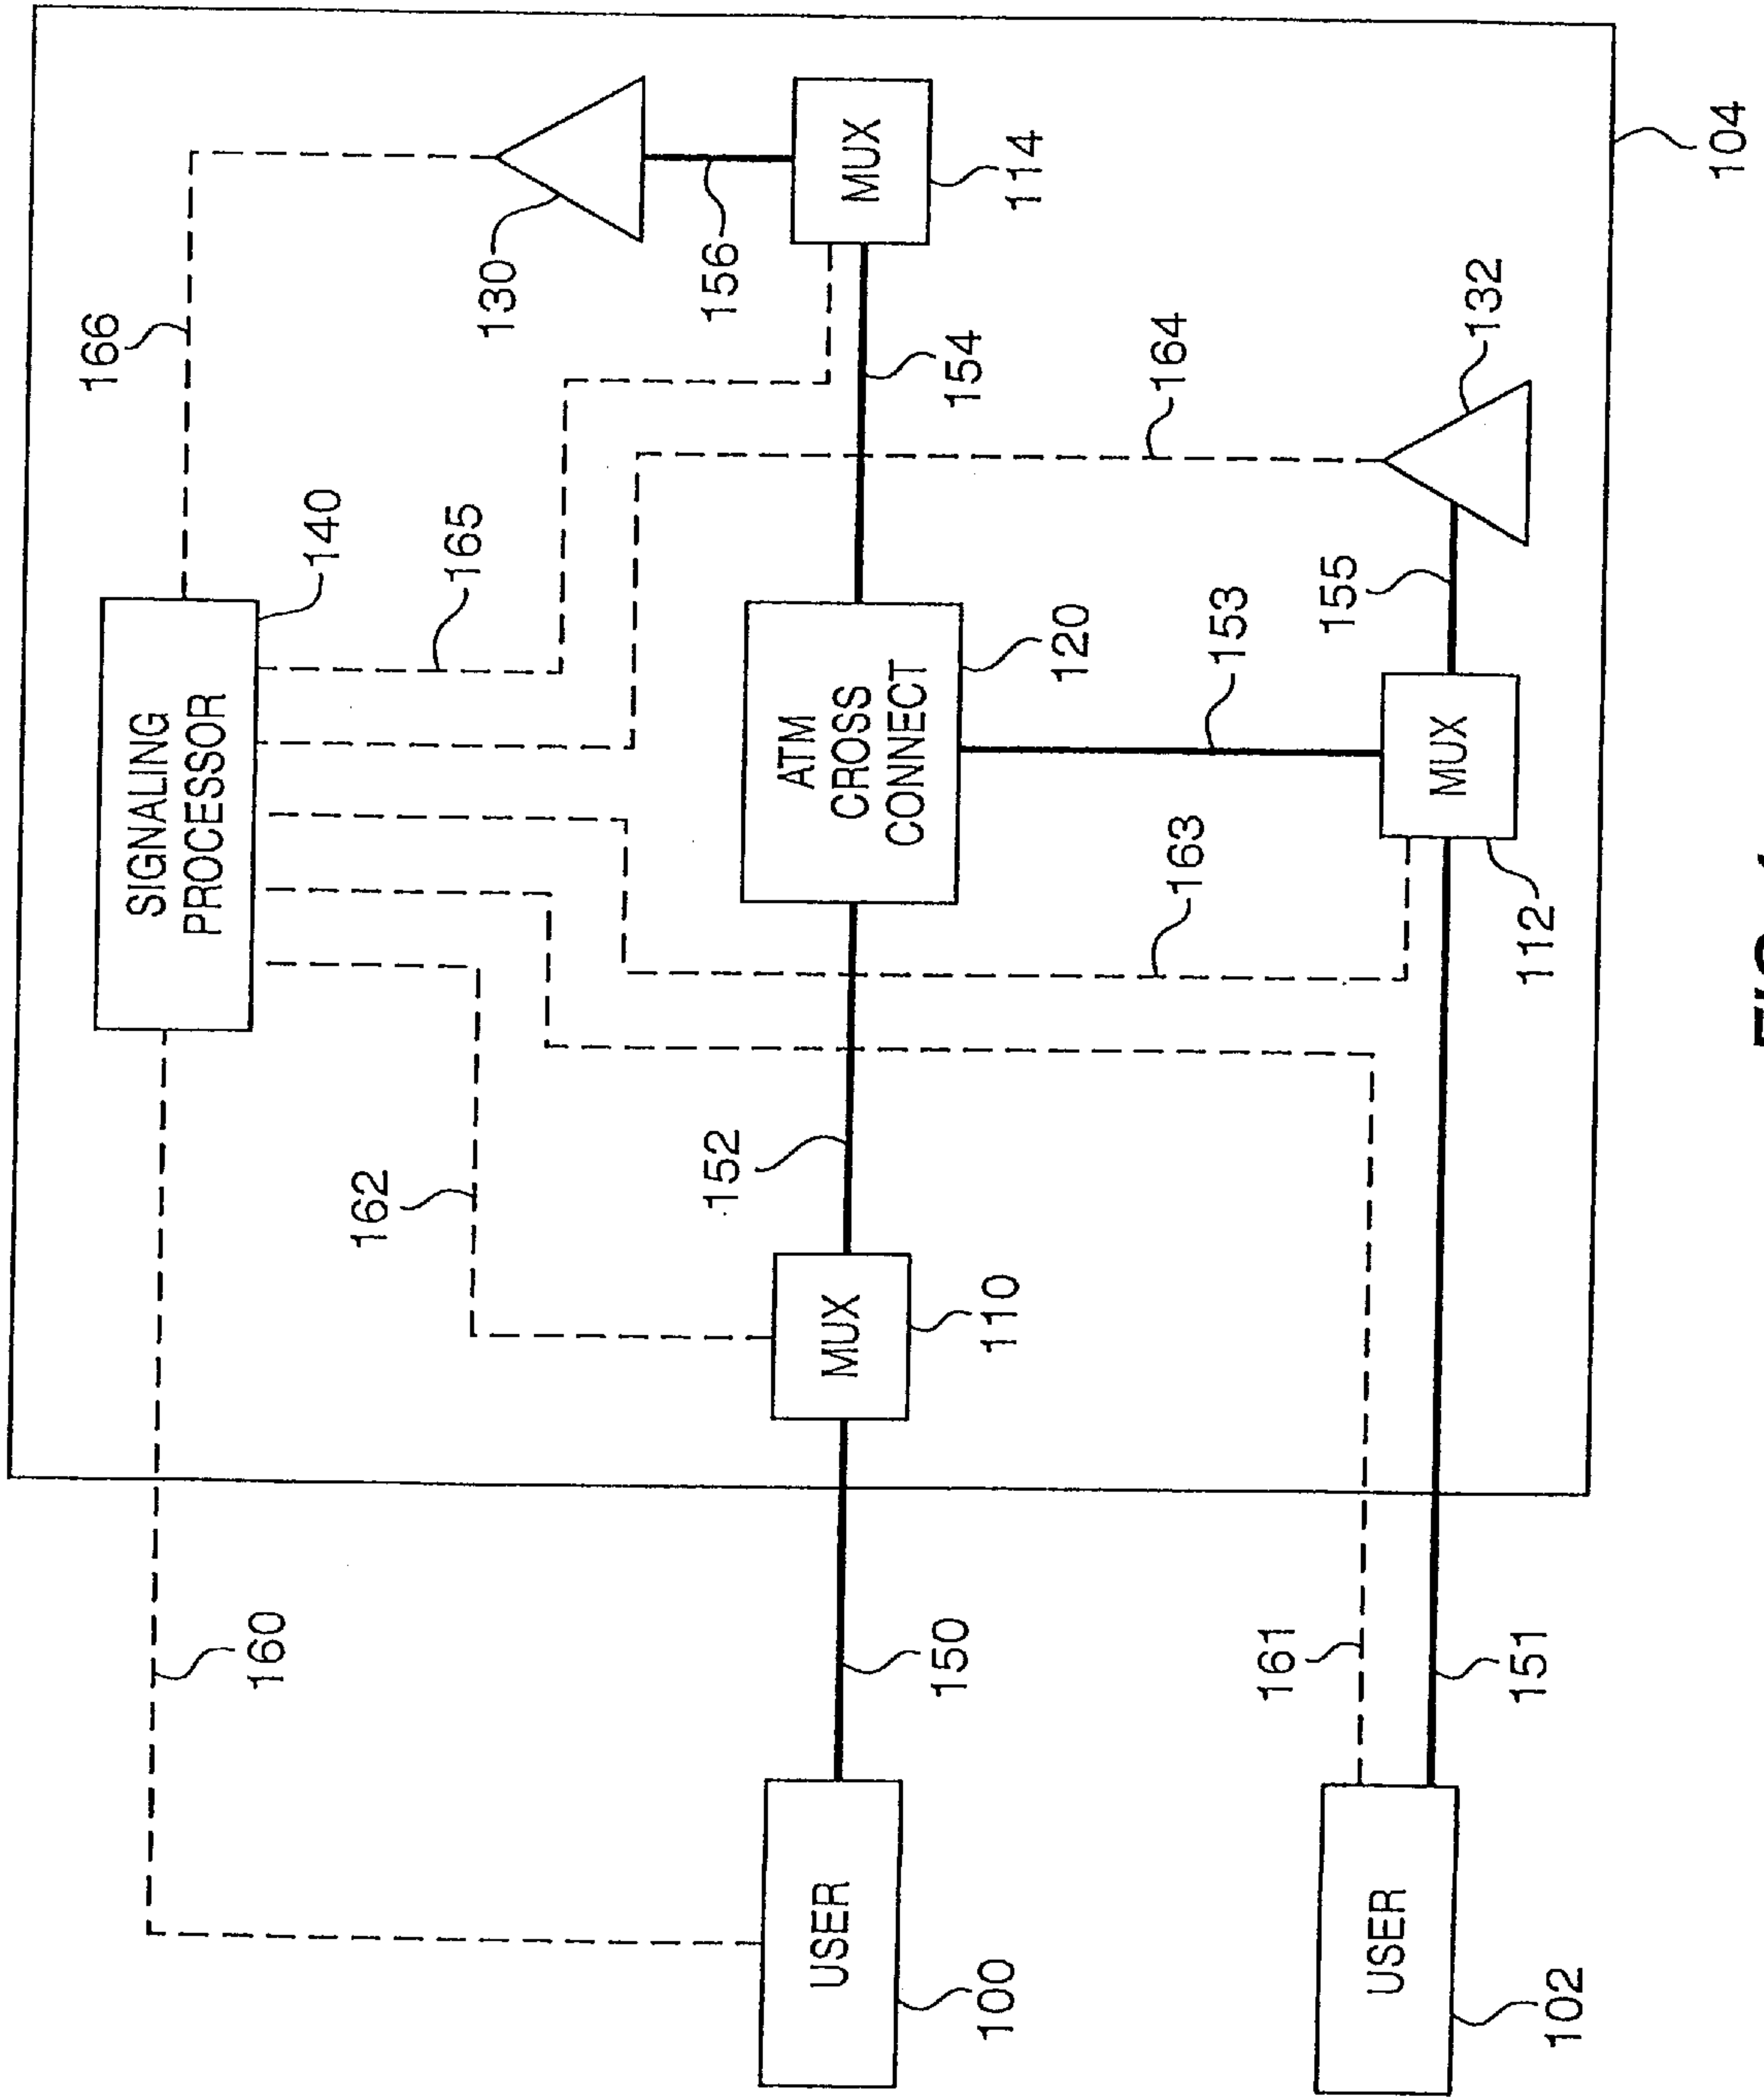 166
SIGNALING
PROCESSOR
160
140
162
165
130
152
156
USER
MUX
ATM
CROSS
CONNECT
MUX
150
154
100
110
120
114
163
164
153
161
155
USER
MUX
132
151
112
102
104